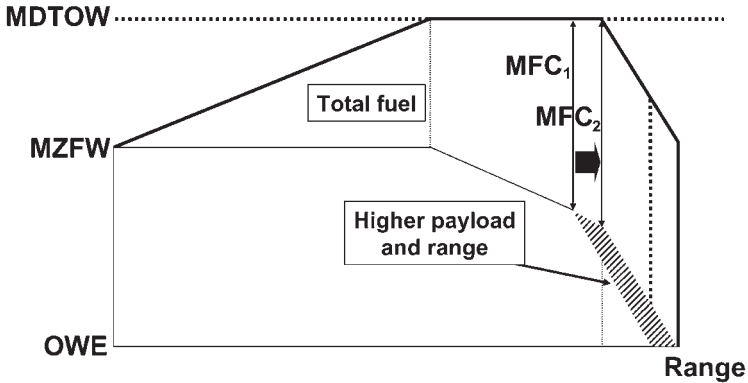 MDTOW
MFC₁
Total fuel
MFC₂
MZFW
Higher payload
and range
OWE
Range